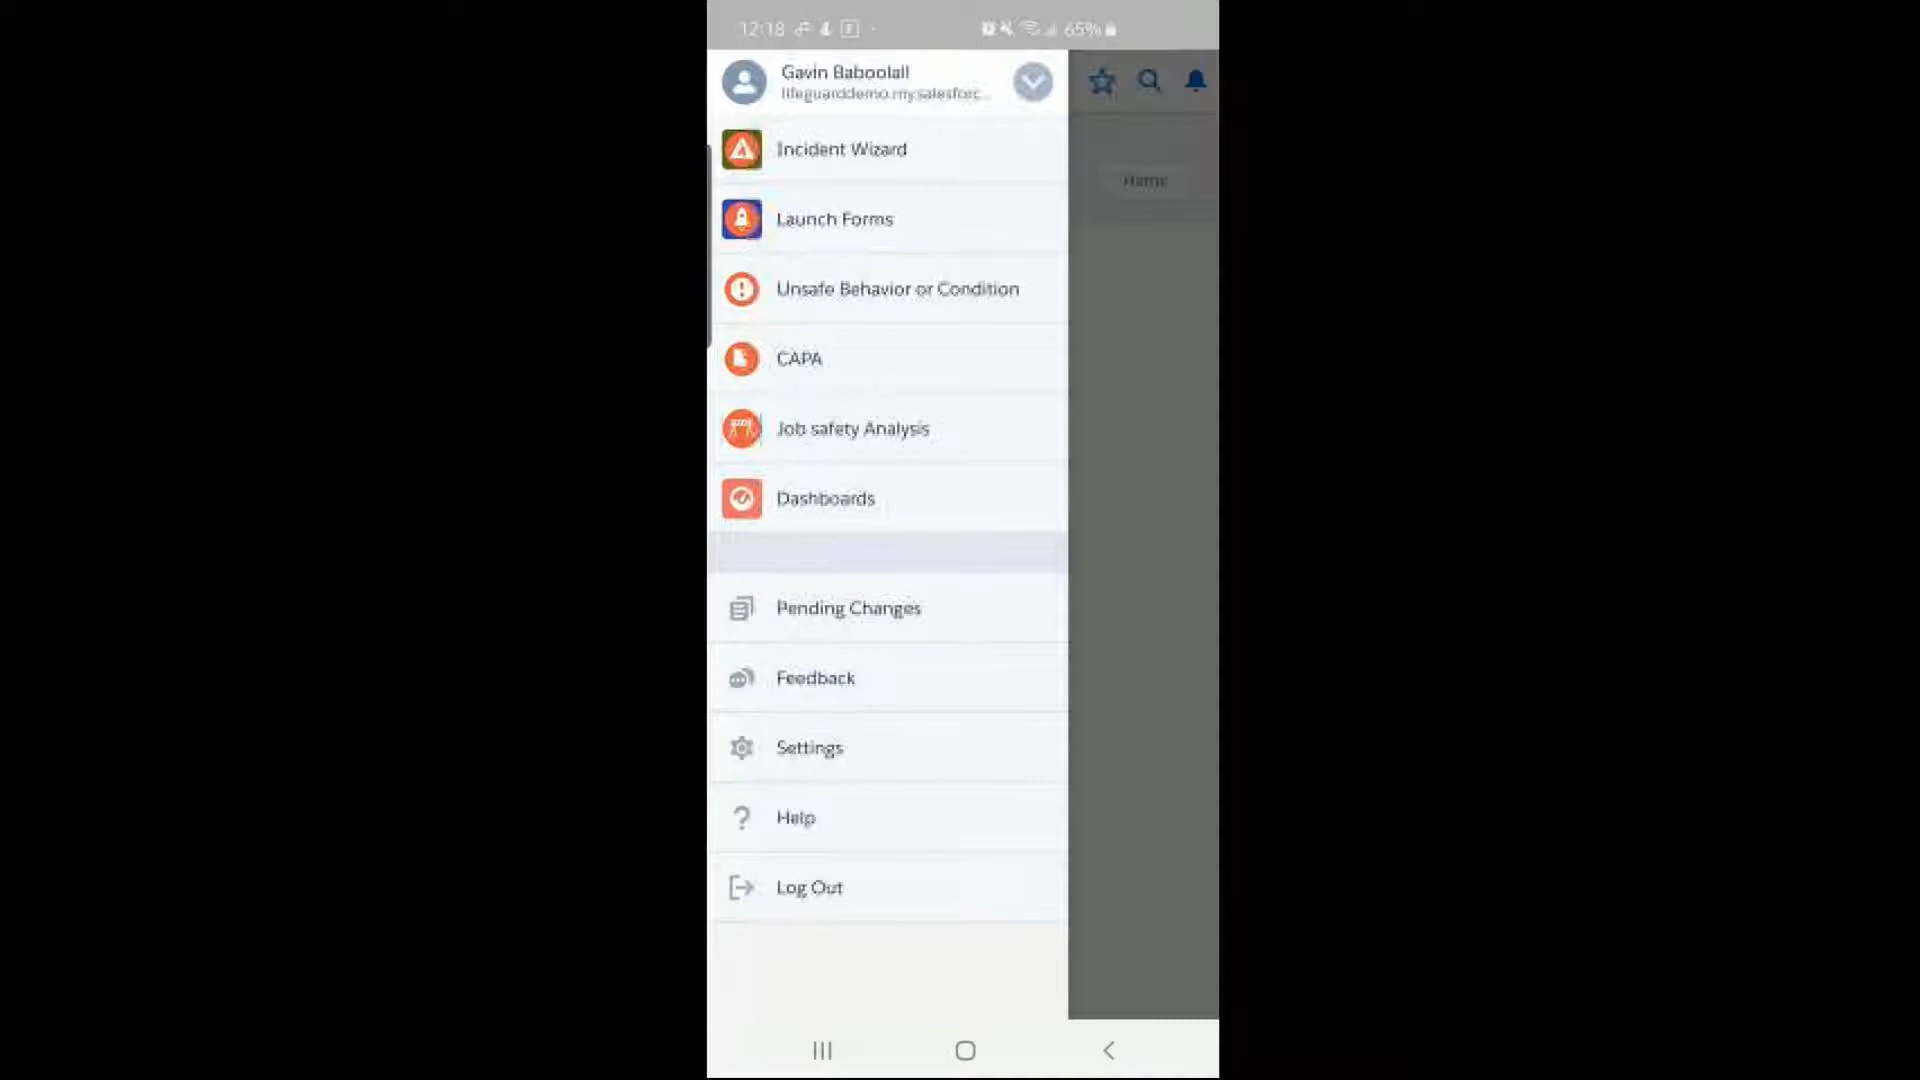 12:18
65%
Gavin Baboolall
lifeguarddemo.my.salesforc...
Incident Wizard
Home
Launch Forms
Unsafe Behavior or Condition
CAPA
Job safety Analysis
Dashboards
Pending Changes
Feedback
Settings
Help
Log Out